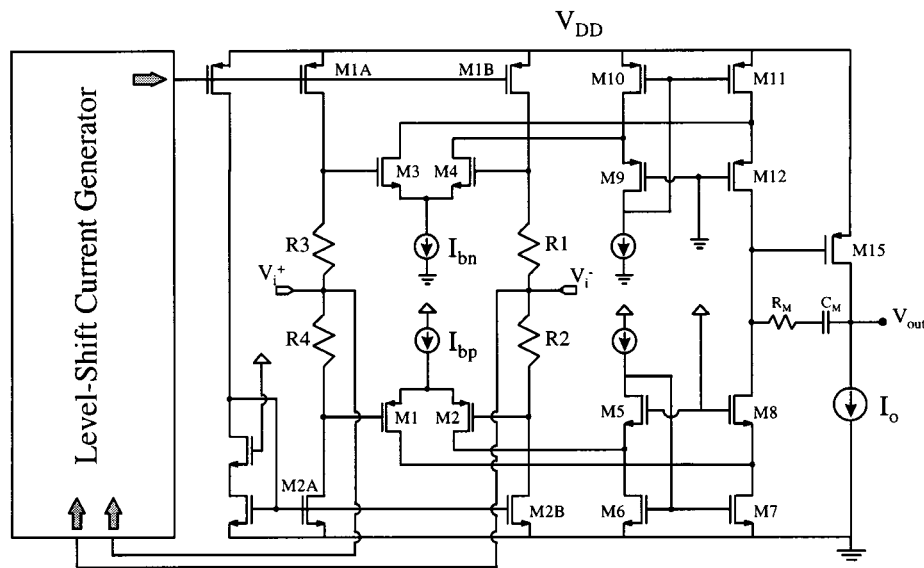 V_DD
Level-Shift Current Generator
M1A
M1B
M10
M11
M3
M4
M9
M12
M15
R3
I_bn
R1
V_i^+
V_i^-
R_M
C_M
V_out
R4
I_bp
R2
M1
M2
M5
M8
I_o
M2A
M2B
M6
M7